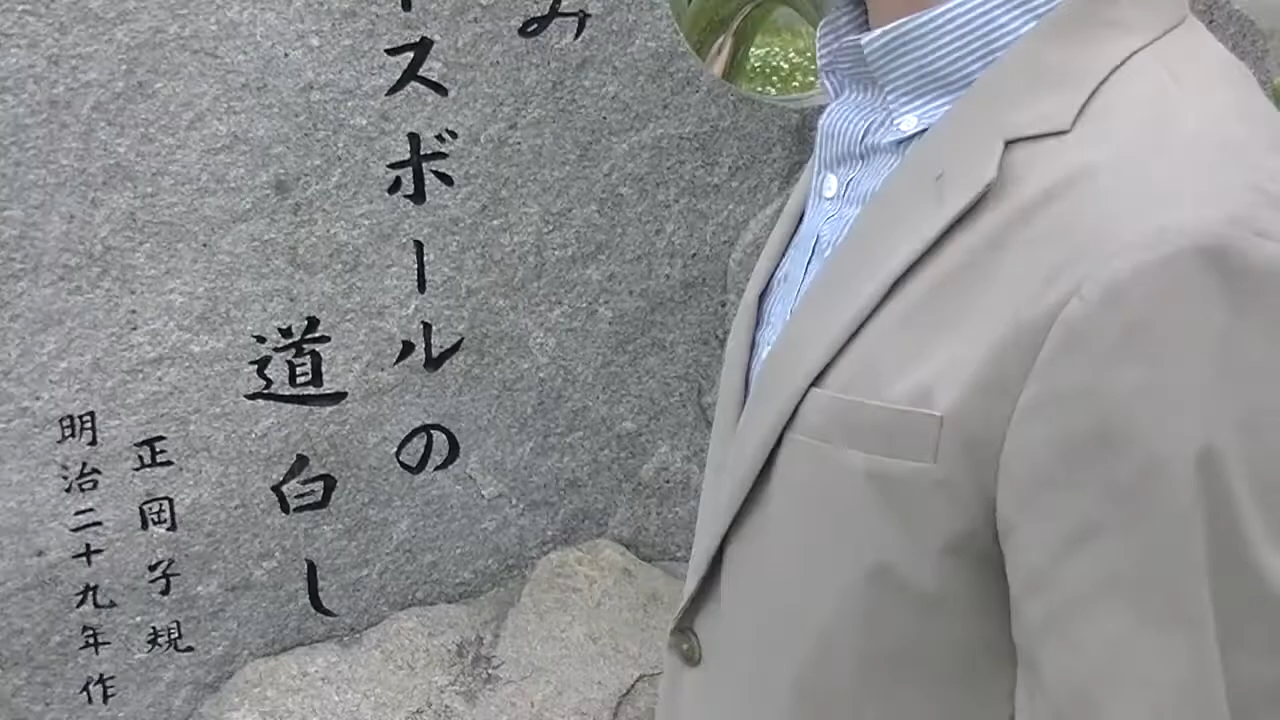 み
ースボールの
道白し
正岡子規
明治二十九年作